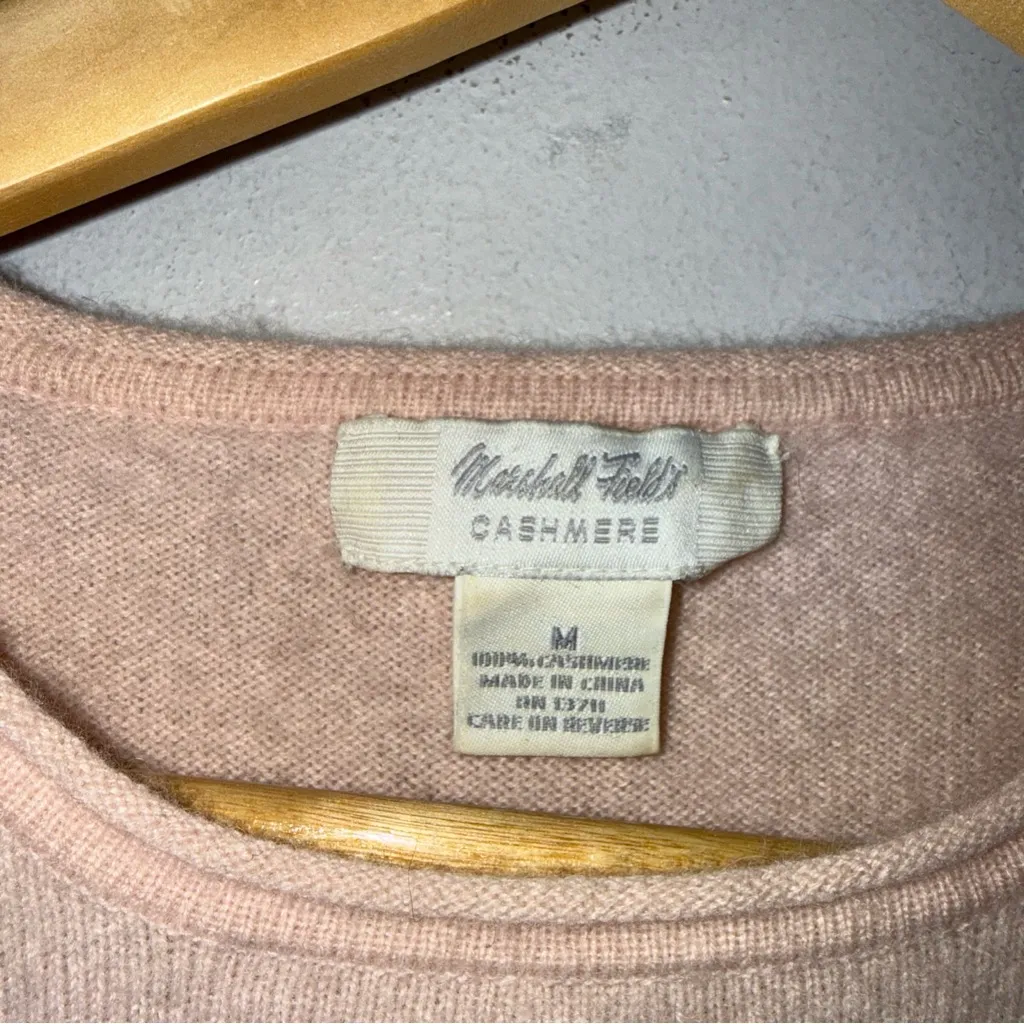 Marshall Field's
CASHMERE
M
100% CASHMERE
MADE IN CHINA
RN 13711
CARE ON REVERSE